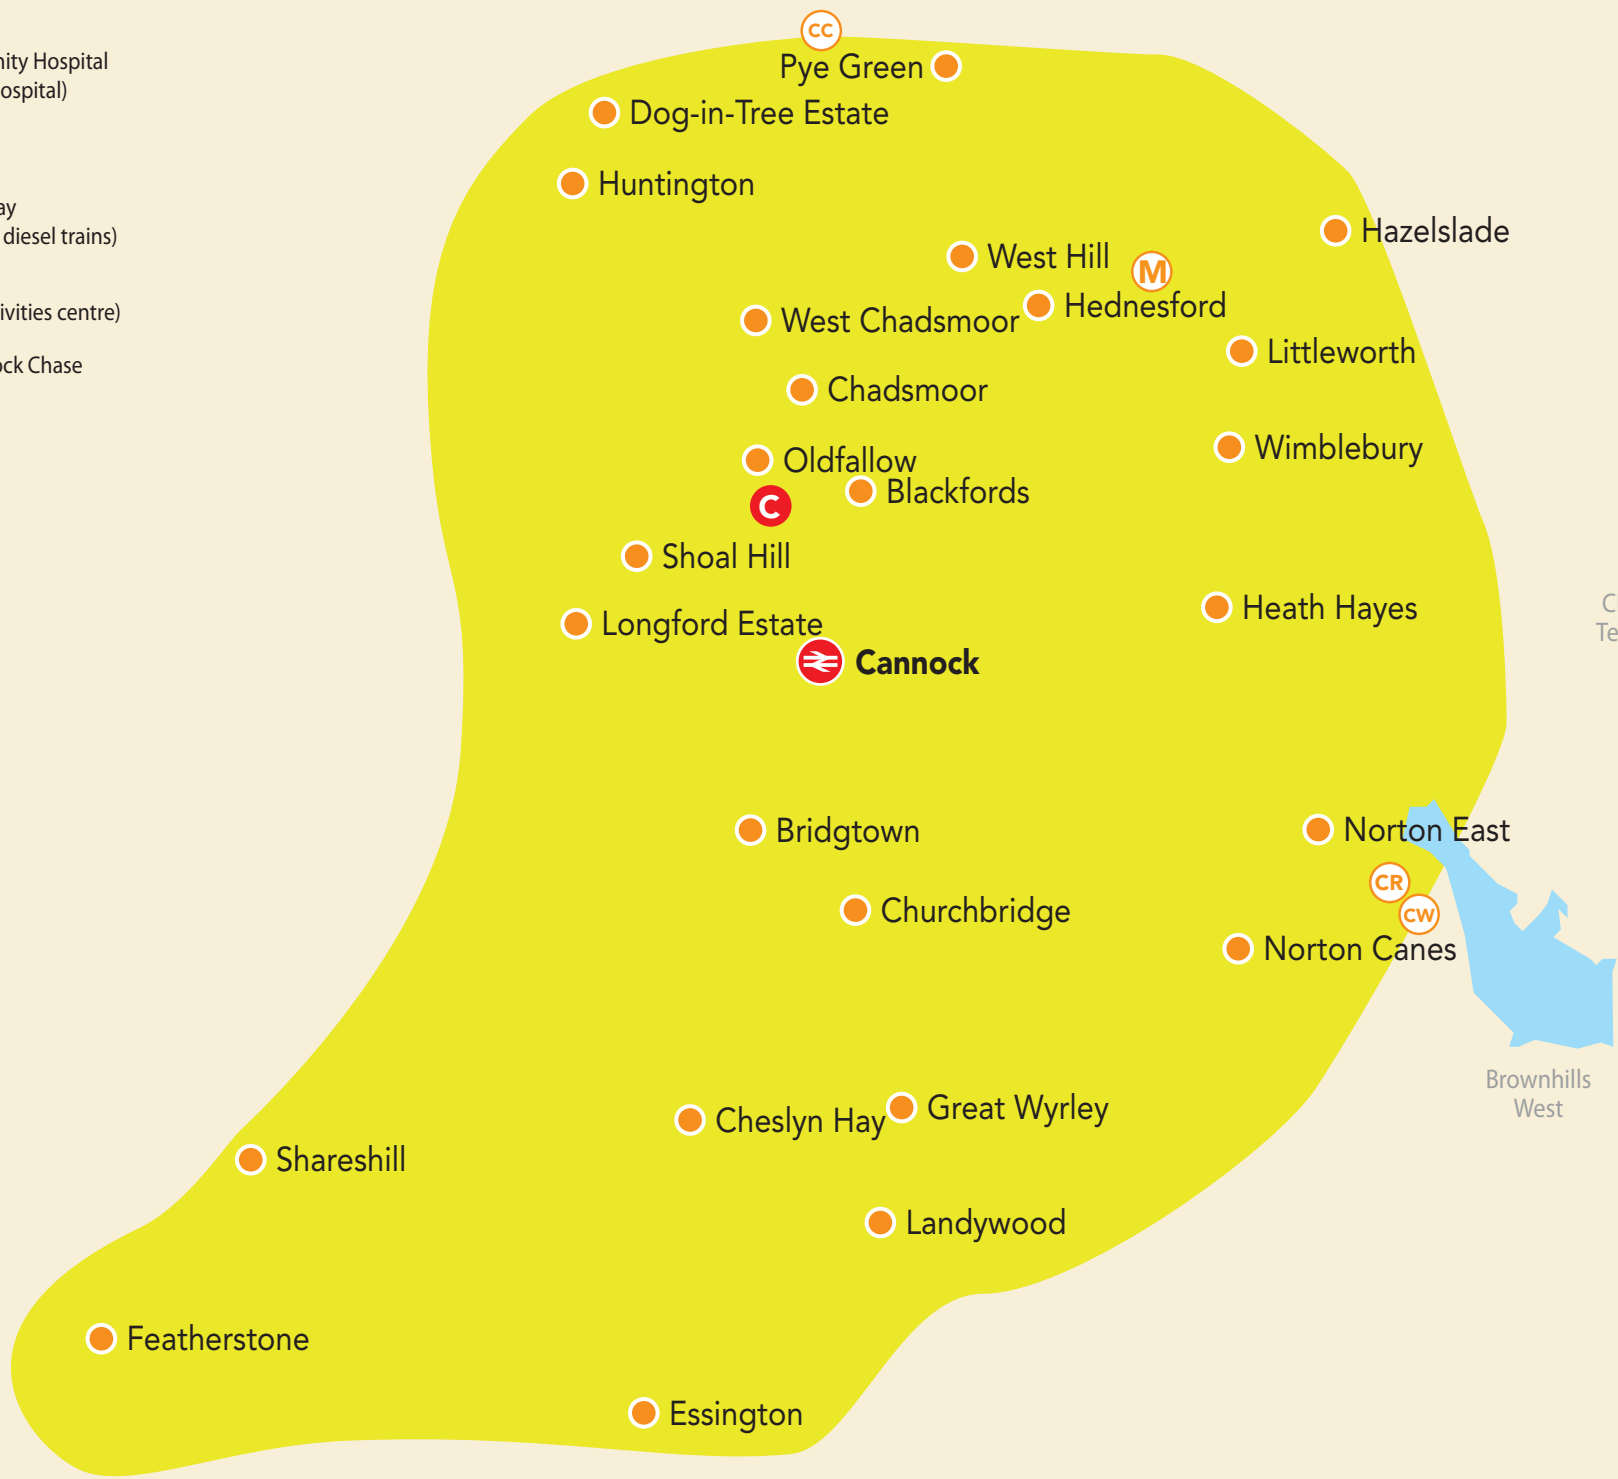 CC
Pye Green
nity Hospital
ospital)
Dog-in-Tree Estate
Huntington
ay
diesel trains)
Hazelslade
West Hill
M
Hednesford
ivities centre)
West Chadsmoor
Littleworth
ock Chase
Chadsmoor
Wimblebury
Oldfallow
Blackfords
C
Shoal Hill
Heath Hayes
C
Te
Longford Estate
Cannock
Bridgtown
Norton East
CR
Churchbridge
CW
Norton Canes
Brownhills
West
Great Wyrley
Cheslyn Hay
Shareshill
Landywood
Featherstone
Essington